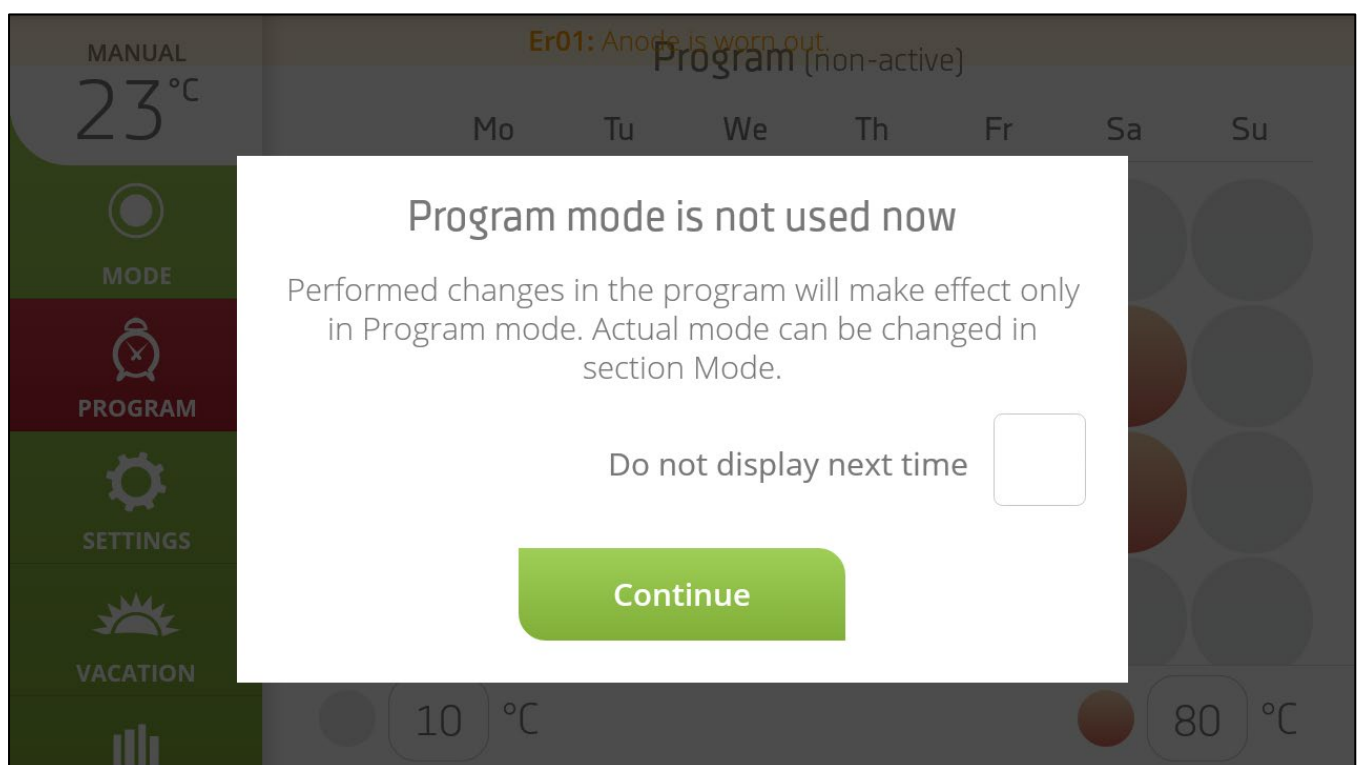 MANUAL
23 °C
Er01: Anode is worn out.
Program (non-active)
Mo Tu We Th Fr Sa Su
MODE
PROGRAM
SETTINGS
VACATION
Program mode is not used now
Performed changes in the program will make effect only
in Program mode. Actual mode can be changed in
section Mode.
Do not display next time
Continue
10 °C
80 °C